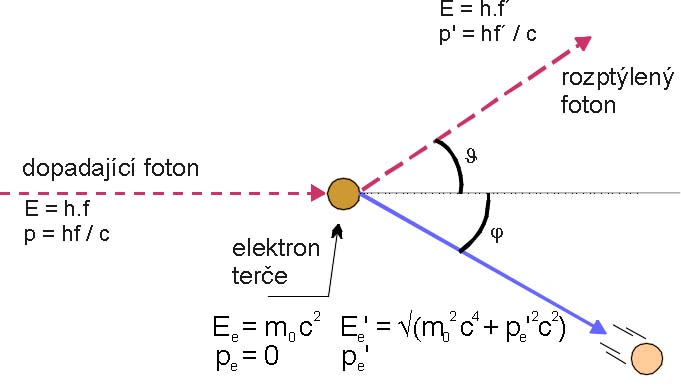 E = h.f´
p' = hf´ / c
rozptýlený
foton
ϑ
dopadající foton
E = h.f
p = hf / c
φ
elektron
terče
Eₑ = m₀c² Eₑ' = √(m₀²c⁴ + pₑ'²c²)
pₑ = 0 pₑ'